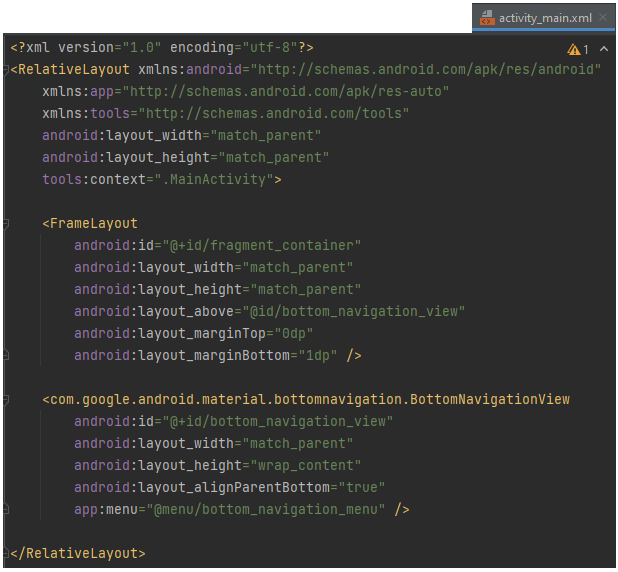 activity_main.xml
<?xml version="1.0" encoding="utf-8"?>
1
<RelativeLayout xmlns:android="http://schemas.android.com/apk/res/android"
    xmlns:app="http://schemas.android.com/apk/res-auto"
    xmlns:tools="http://schemas.android.com/tools"
    android:layout_width="match_parent"
    android:layout_height="match_parent"
    tools:context=".MainActivity">

    <FrameLayout
        android:id="@+id/fragment_container"
        android:layout_width="match_parent"
        android:layout_height="match_parent"
        android:layout_above="@id/bottom_navigation_view"
        android:layout_marginTop="0dp"
        android:layout_marginBottom="1dp" />

    <com.google.android.material.bottomnavigation.BottomNavigationView
        android:id="@+id/bottom_navigation_view"
        android:layout_width="match_parent"
        android:layout_height="wrap_content"
        android:layout_alignParentBottom="true"
        app:menu="@menu/bottom_navigation_menu" />

</RelativeLayout>